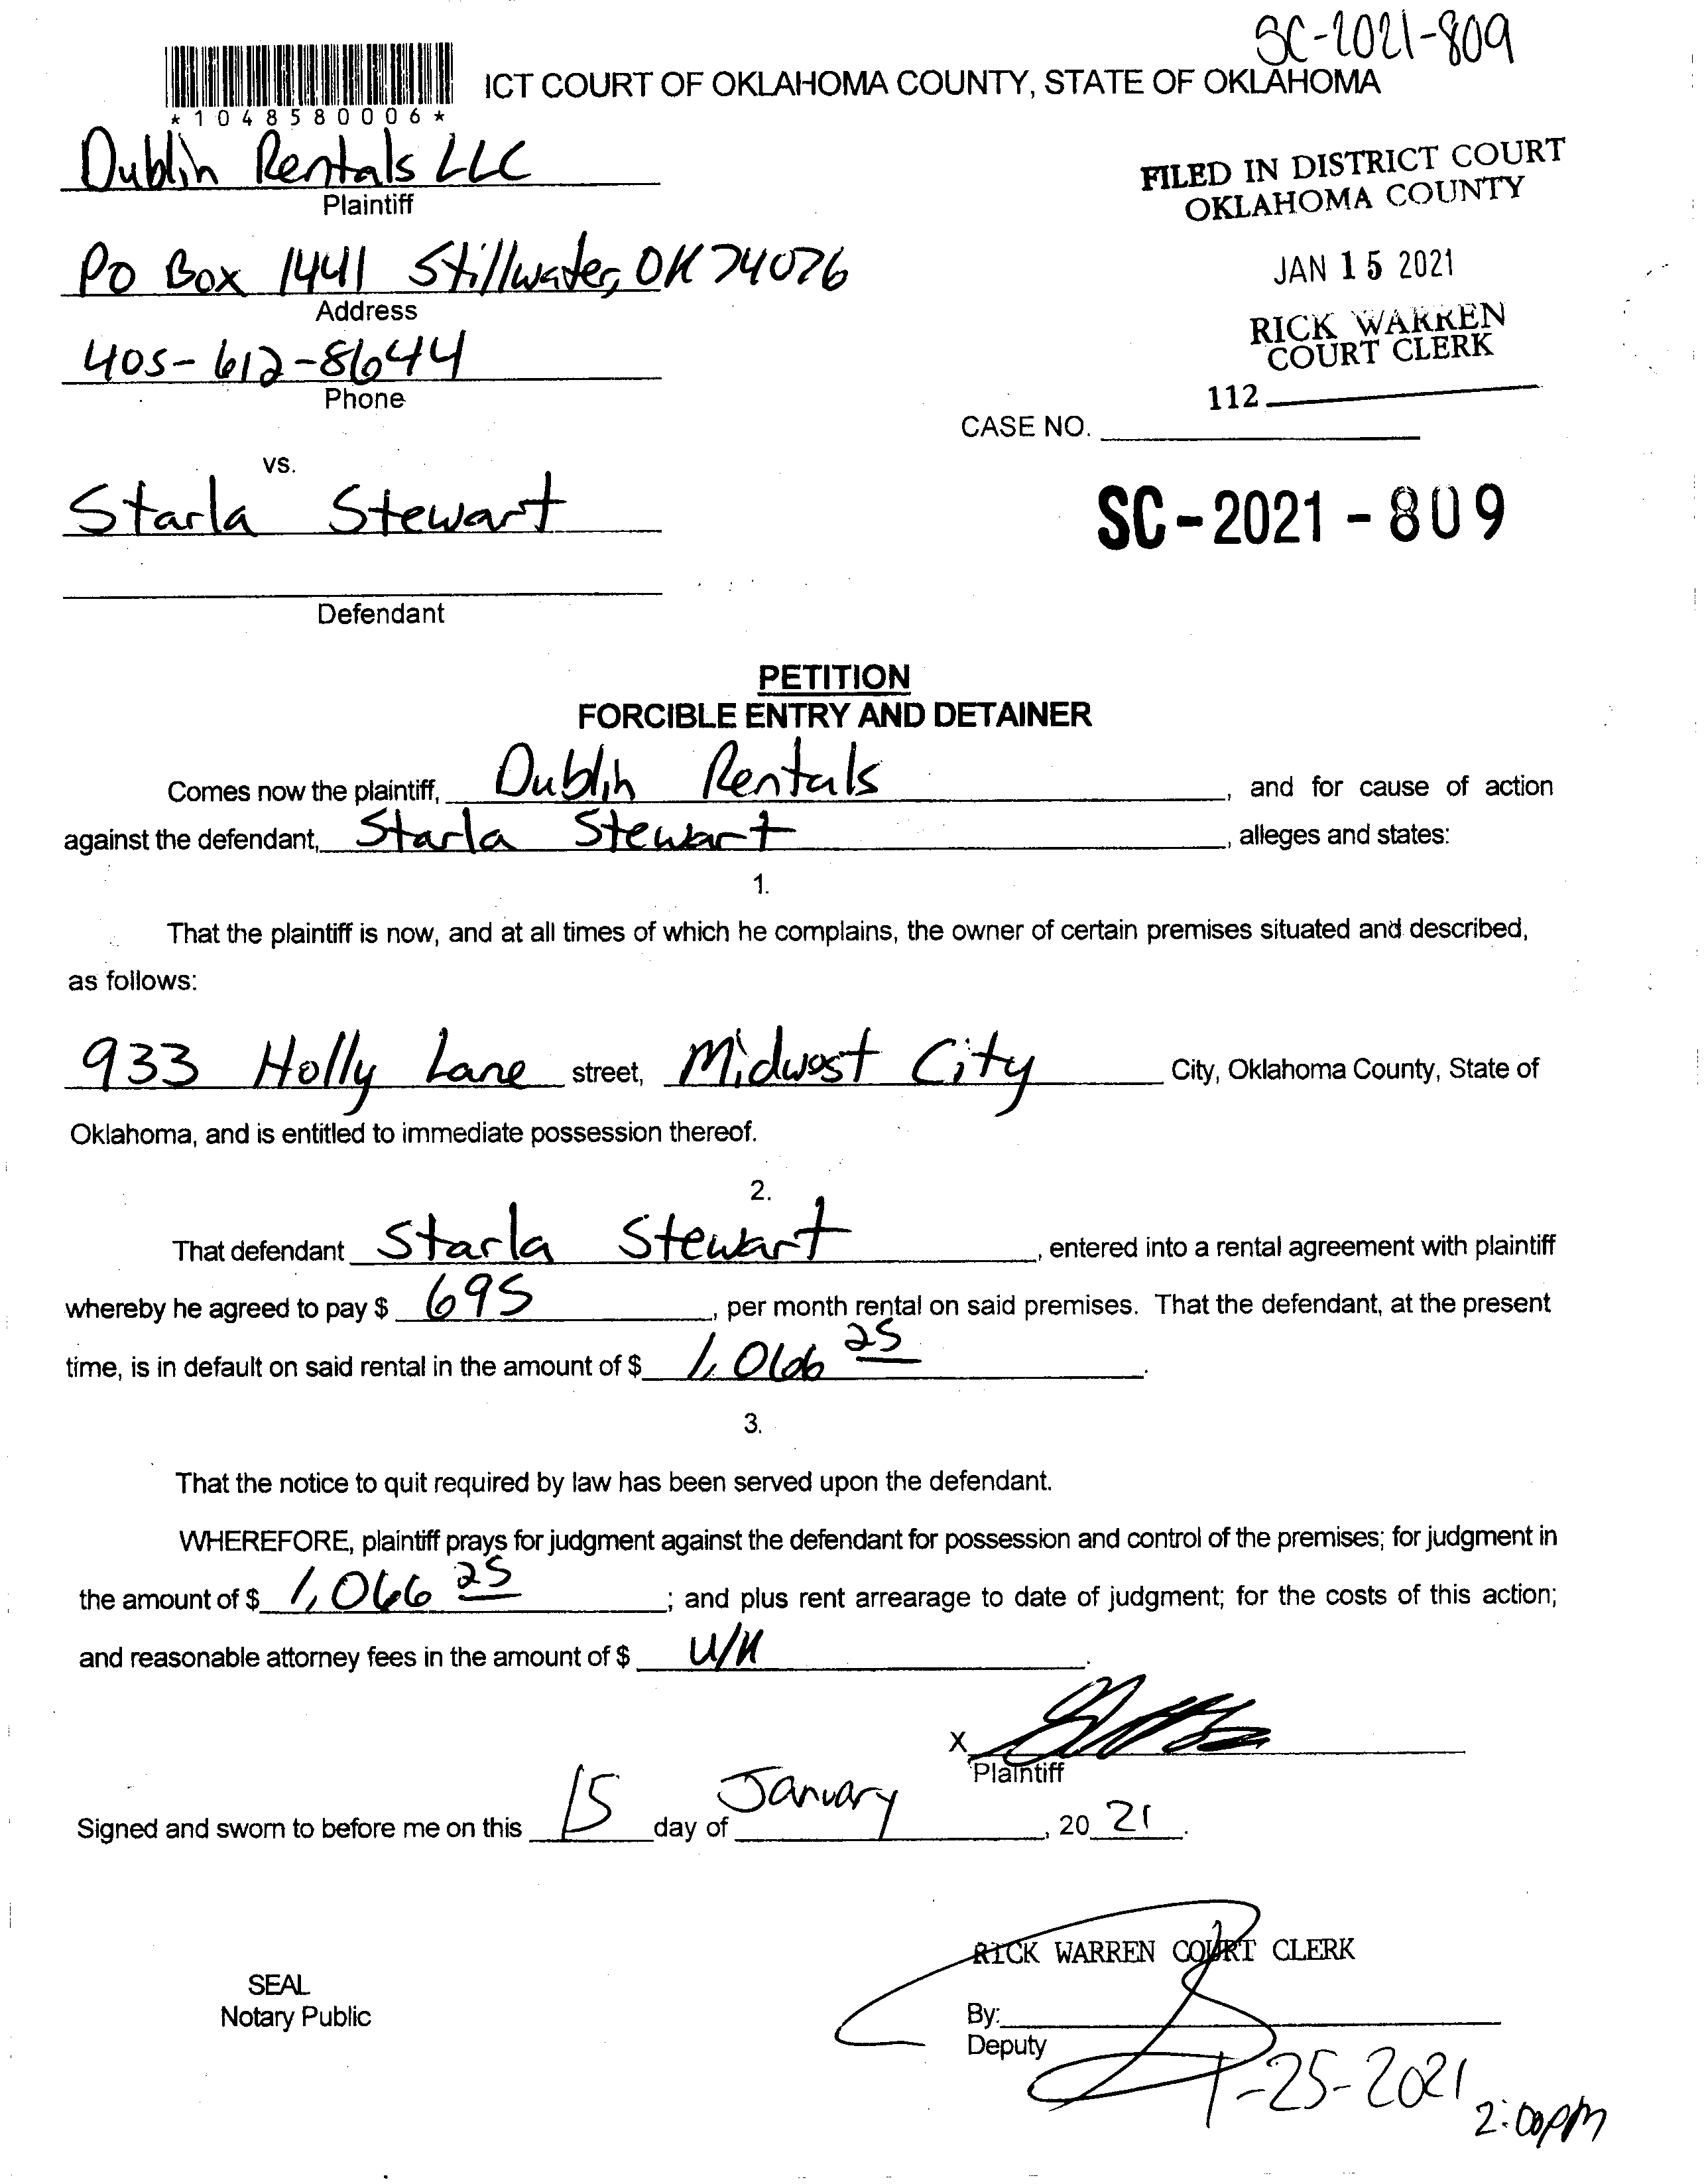 SC-2021-809
ICT COURT OF OKLAHOMA COUNTY, STATE OF OKLAHOMA
*1048580006*
Dublin Rentals LLC
Plaintiff
FILED IN DISTRICT COURT
OKLAHOMA COUNTY
PO Box 1441 Stillwater, OK 74076
Address
JAN 15 2021
RICK WARREN
COURT CLERK
405-612-8644
Phone
112
CASE NO.
vs.
Starla Stewart
SC-2021-809
Defendant
PETITION
FORCIBLE ENTRY AND DETAINER
Comes now the plaintiff, Dublin Rentals, and for cause of action
against the defendant, Starla Stewart, alleges and states:
1.
That the plaintiff is now, and at all times of which he complains, the owner of certain premises situated and described,
as follows:
933 Holly Lane street, Midwest City City, Oklahoma County, State of
Oklahoma, and is entitled to immediate possession thereof.
2.
That defendant Starla Stewart, entered into a rental agreement with plaintiff
whereby he agreed to pay $ 695, per month rental on said premises. That the defendant, at the present
time, is in default on said rental in the amount of $ 1,066 25.
3.
That the notice to quit required by law has been served upon the defendant.
WHEREFORE, plaintiff prays for judgment against the defendant for possession and control of the premises; for judgment in
the amount of $ 1,066 25; and plus rent arrearage to date of judgment; for the costs of this action;
and reasonable attorney fees in the amount of $ U/K.
X
Plaintiff
Signed and sworn to before me on this 15 day of January, 20 21.
RICK WARREN COURT CLERK
SEAL
Notary Public
By:
Deputy
1-25-2021
2:00pm